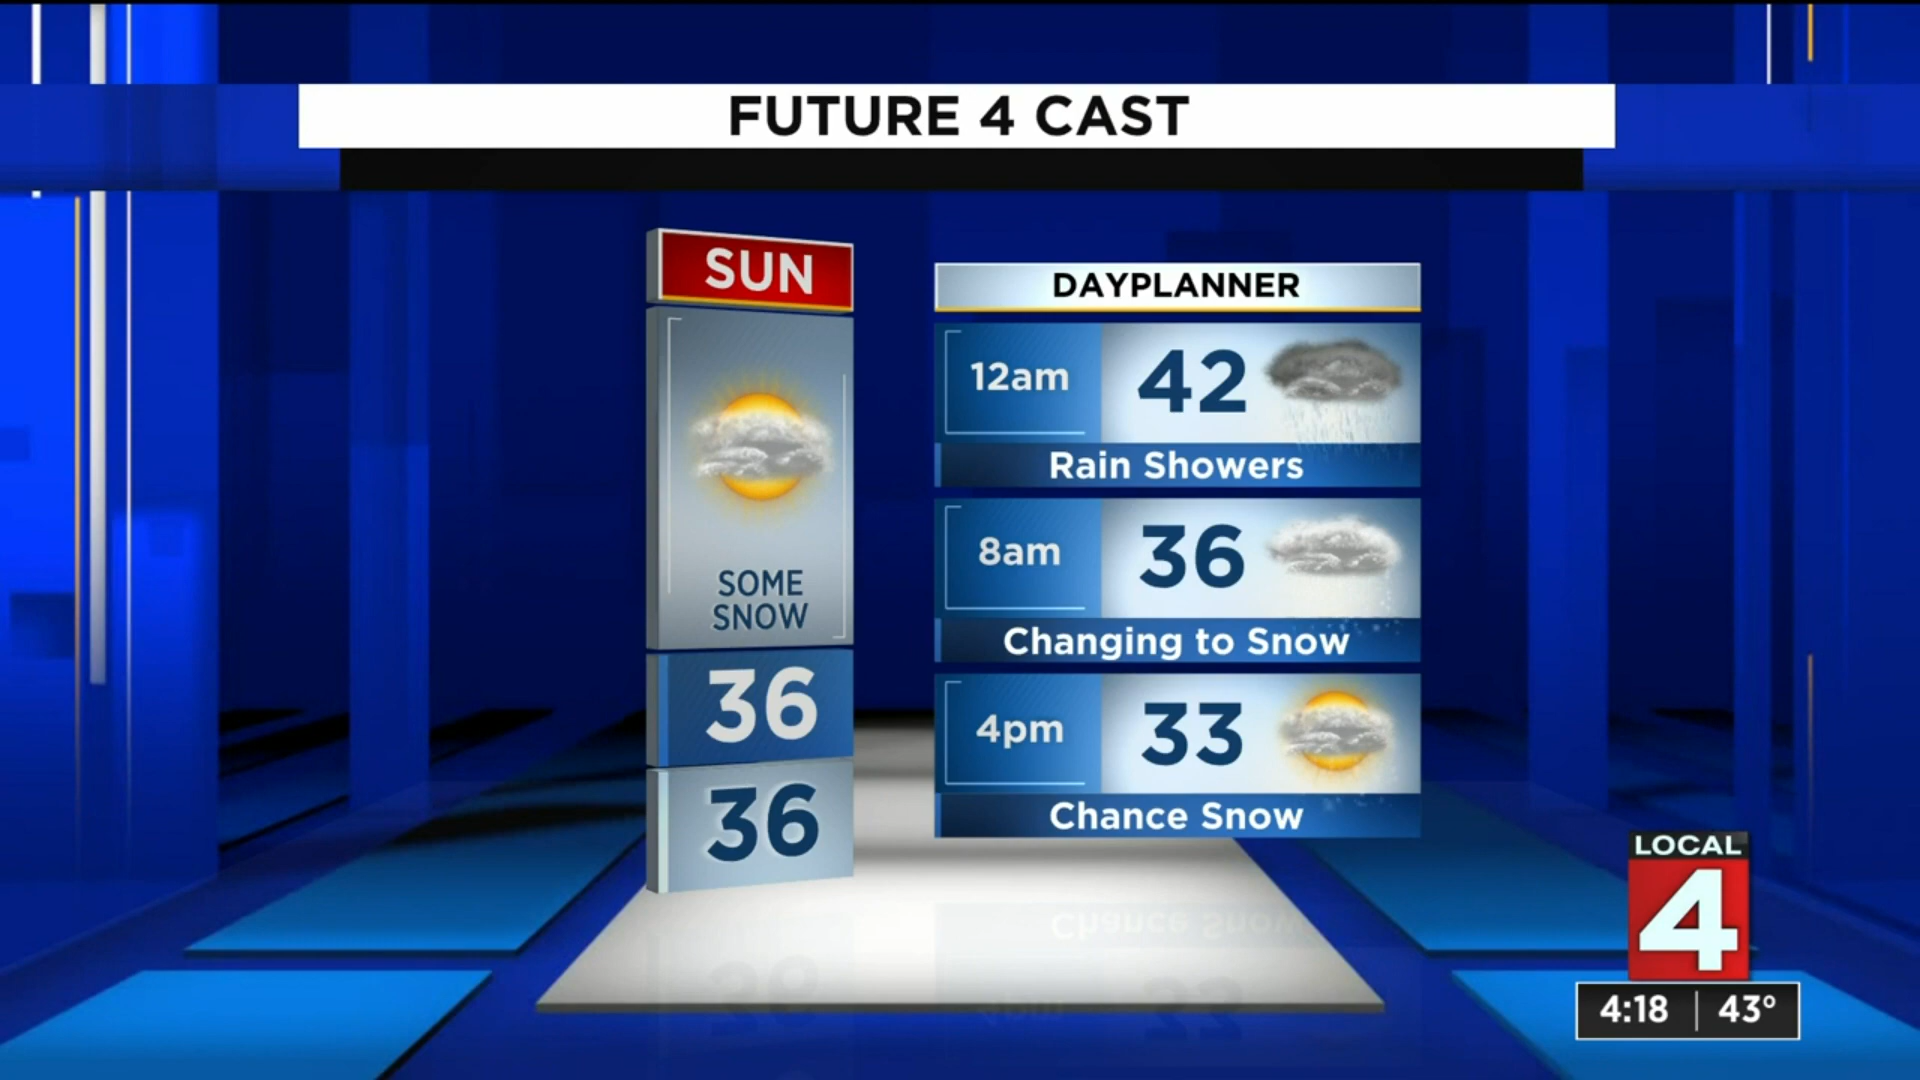 FUTURE 4 CAST
SUN
SOME
SNOW
36
36
DAYPLANNER
12am 42
Rain Showers
8am 36
Changing to Snow
4pm 33
Chance Snow
LOCAL
4
4:18 43°